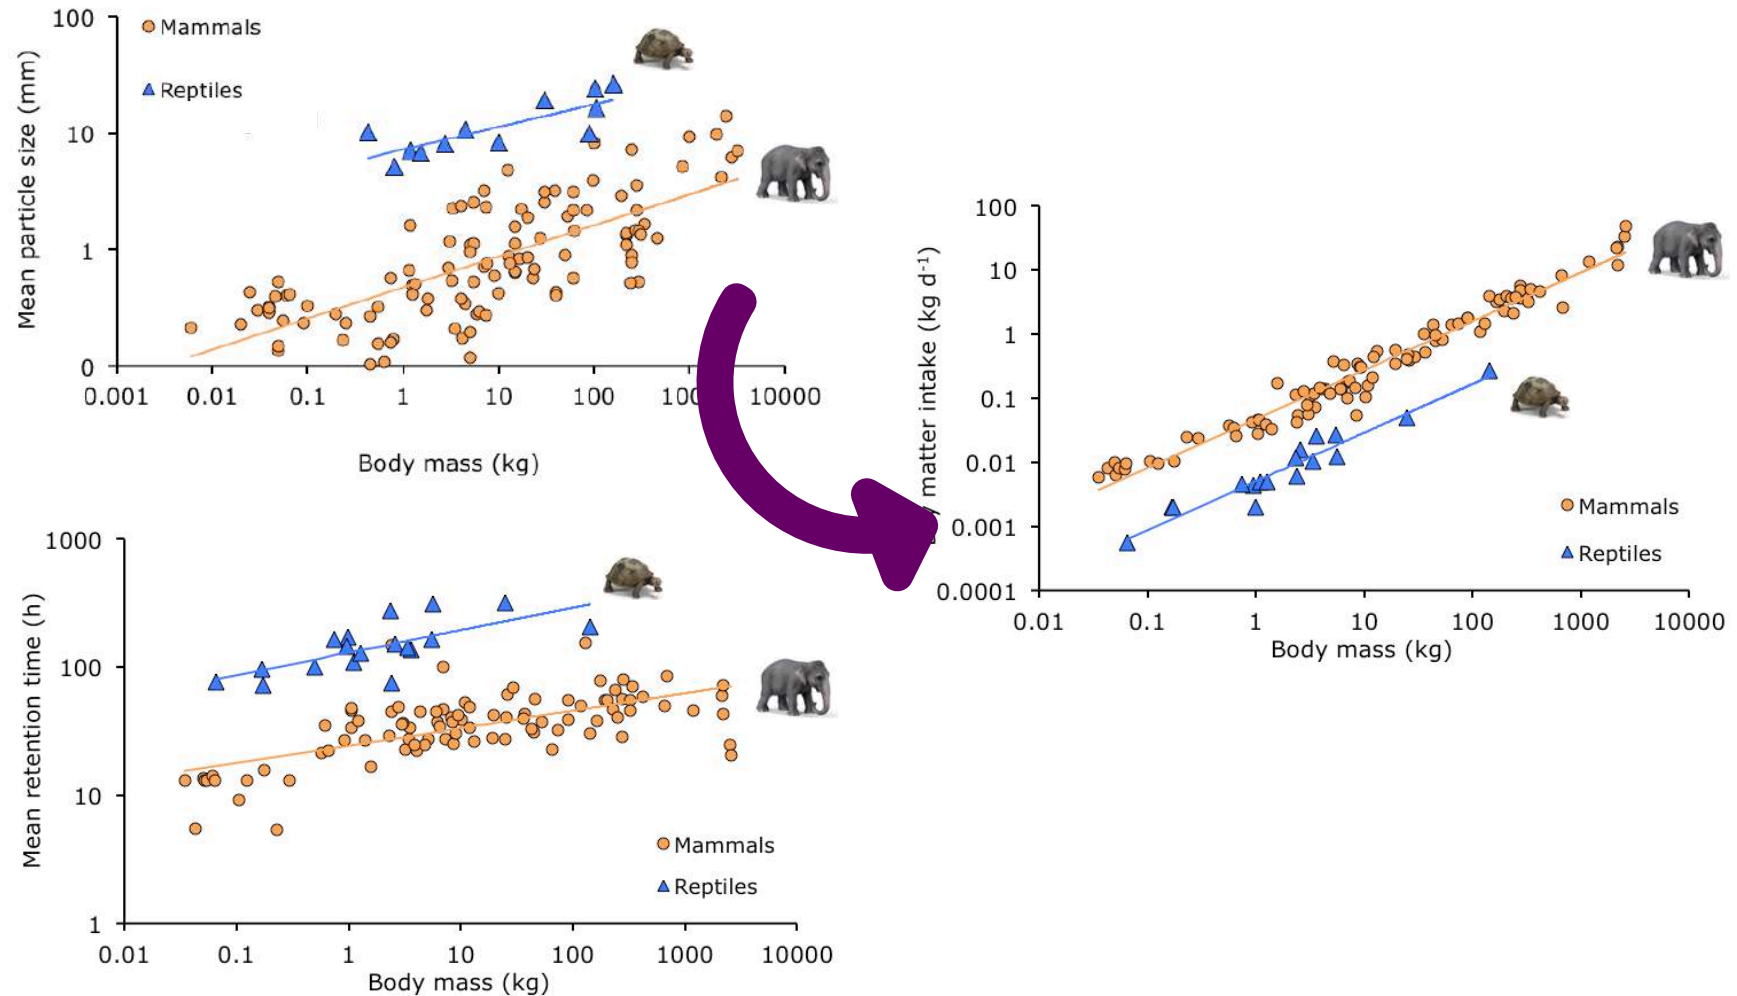 Mean particle size (mm)
100
10
1
0
Mammals
Reptiles
0.001 0.01 0.1 1 10 100 10000
Body mass (kg)
Mean retention time (h)
1000
100
10
1
Mammals
Reptiles
0.01 0.1 1 10 100 1000 10000
Body mass (kg)
matter intake (kg d-1)
100
10
1
0.1
0.01
0.001
0.0001
Mammals
Reptiles
0.01 0.1 1 10 100 1000 10000
Body mass (kg)